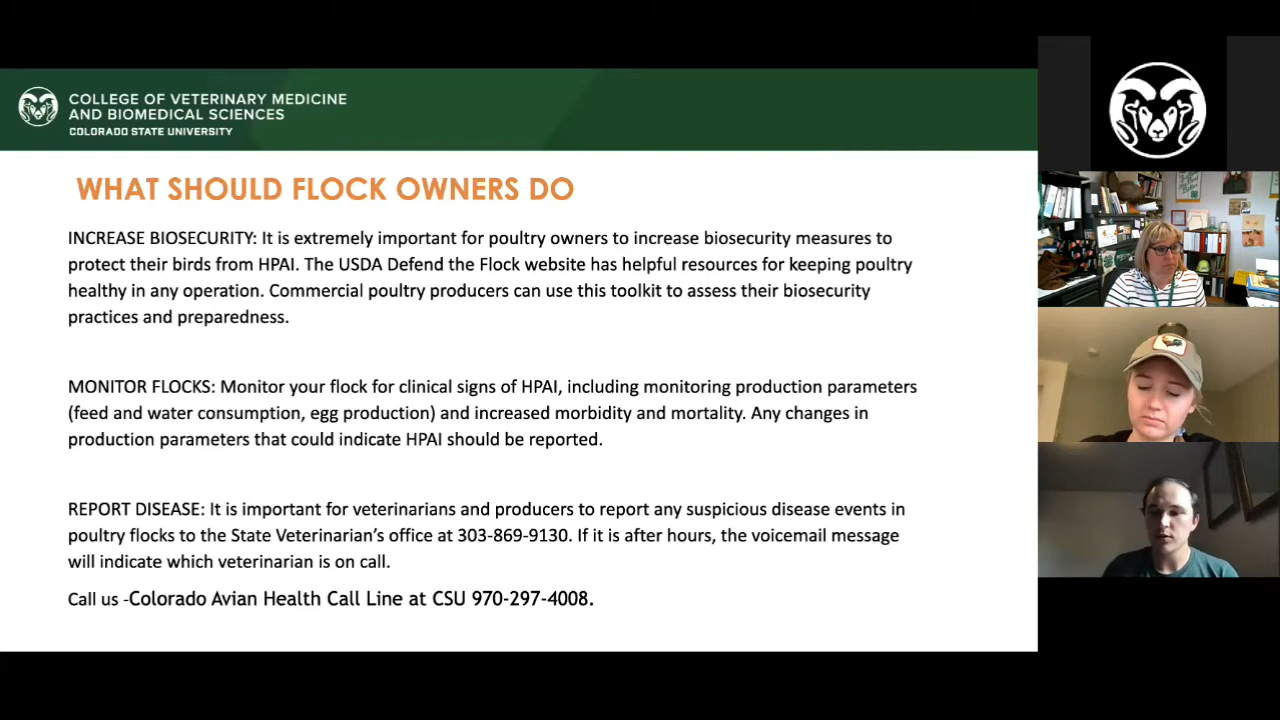 COLLEGE OF VETERINARY MEDICINE
AND BIOMEDICAL SCIENCES
COLORADO STATE UNIVERSITY
WHAT SHOULD FLOCK OWNERS DO
INCREASE BIOSECURITY: It is extremely important for poultry owners to increase biosecurity measures to
protect their birds from HPAI. The USDA Defend the Flock website has helpful resources for keeping poultry
healthy in any operation. Commercial poultry producers can use this toolkit to assess their biosecurity
practices and preparedness.
MONITOR FLOCKS: Monitor your flock for clinical signs of HPAI, including monitoring production parameters
(feed and water consumption, egg production) and increased morbidity and mortality. Any changes in
production parameters that could indicate HPAI should be reported.
REPORT DISEASE: It is important for veterinarians and producers to report any suspicious disease events in
poultry flocks to the State Veterinarian's office at 303-869-9130. If it is after hours, the voicemail message
will indicate which veterinarian is on call.
Call us -Colorado Avian Health Call Line at CSU 970-297-4008.